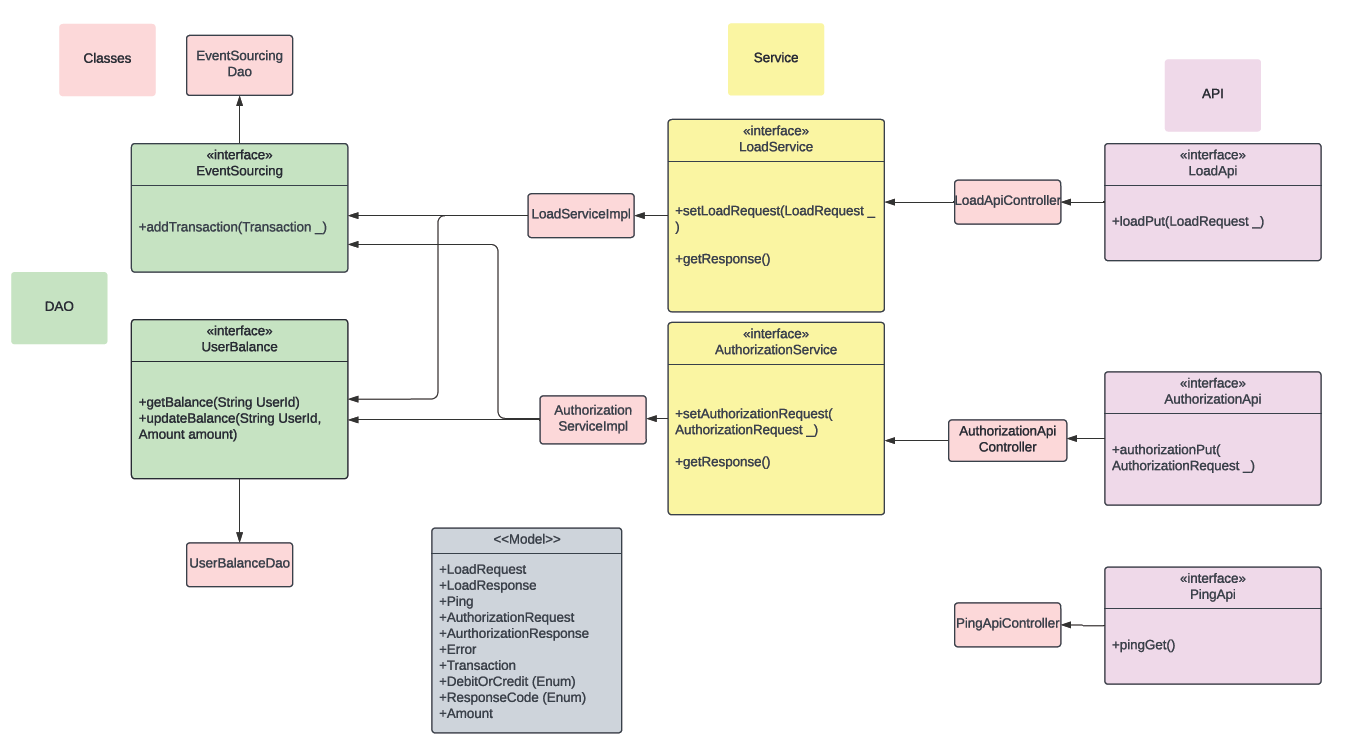 Classes
EventSourcing
Dao
Service
API
«interface»
EventSourcing
+addTransaction(Transaction _)
LoadServiceImpl
«interface»
LoadService
+setLoadRequest(LoadRequest _
)
+getResponse()
LoadApiController
«interface»
LoadApi
+loadPut(LoadRequest _)
DAO
«interface»
UserBalance
+getBalance(String UserId)
+updateBalance(String UserId,
Amount amount)
Authorization
ServiceImpl
«interface»
AuthorizationService
+setAuthorizationRequest(
AuthorizationRequest _)
+getResponse()
AuthorizationApi
Controller
«interface»
AuthorizationApi
+authorizationPut(
AuthorizationRequest _)
UserBalanceDao
<<Model>>
+LoadRequest
+LoadResponse
+Ping
+AuthorizationRequest
+AurthorizationResponse
+Error
+Transaction
+DebitOrCredit (Enum)
+ResponseCode (Enum)
+Amount
PingApiController
«interface»
PingApi
+pingGet()